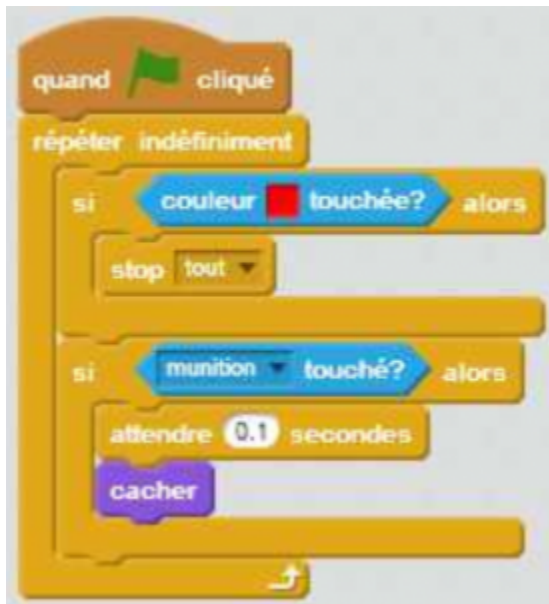 quand cliqué
répéter indéfiniment
si couleur touchée? alors
stop tout
si munition touché? alors
attendre 0.1 secondes
cacher